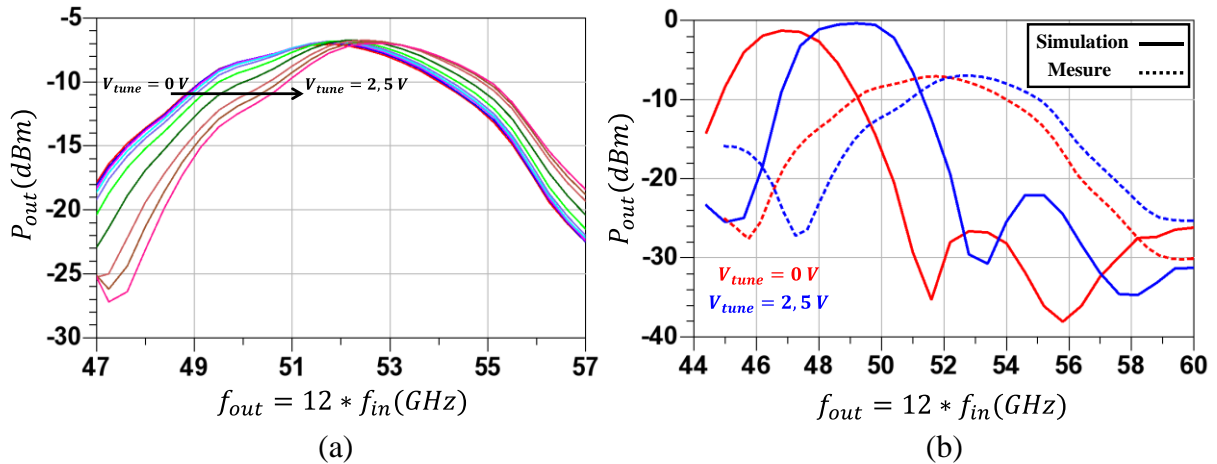 -5
-10
-15
-20
-25
-30
P_out(dBm)
V_tune = 0 V
V_tune = 2,5 V
47
49
51
53
55
57
f_out = 12 * f_in(GHz)
(a)
0
-10
-20
-30
-40
P_out(dBm)
Simulation
Mesure
V_tune = 0 V
V_tune = 2,5 V
44
46
48
50
52
54
56
58
60
f_out = 12 * f_in(GHz)
(b)